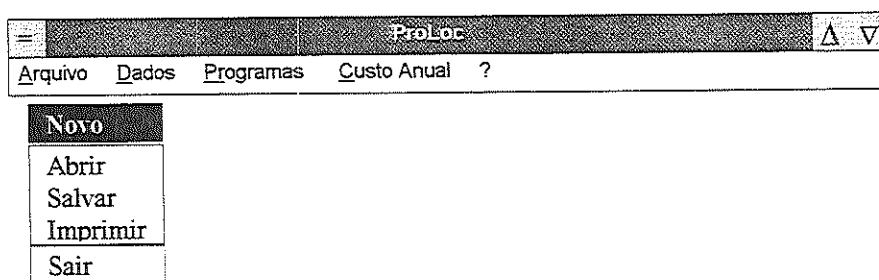 ProLoc
Arquivo Dados Programas Custo Anual ?
Novo
Abrir
Salvar
Imprimir
Sair